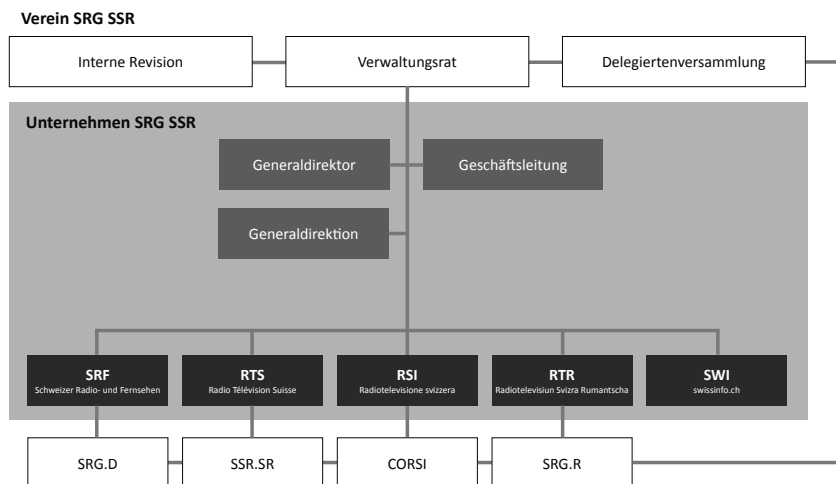 Verein SRG SSR
Interne Revision
Verwaltungsrat
Delegiertenversammlung
Unternehmen SRG SSR
Generaldirektor
Geschäftsleitung
Generaldirektion
SRF
Schweizer Radio- und Fernsehen
RTS
Radio Télévision Suisse
RSI
Radiotelevisione svizzera
RTR
Radiotelevisiun Svizra Rumantscha
SWI
swissinfo.ch
SRG.D
SSR.SR
CORSI
SRG.R